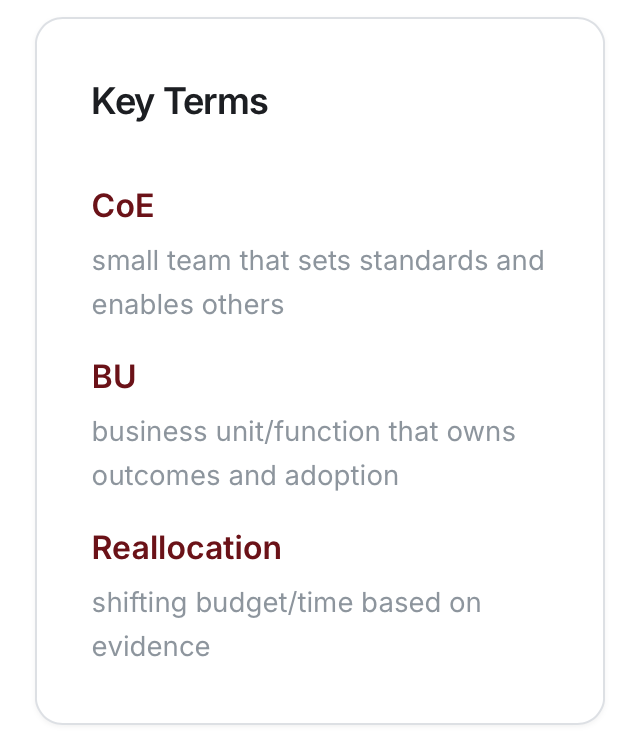 Key Terms
CoE
small team that sets standards and
enables others
BU
business unit/function that owns
outcomes and adoption
Reallocation
shifting budget/time based on
evidence